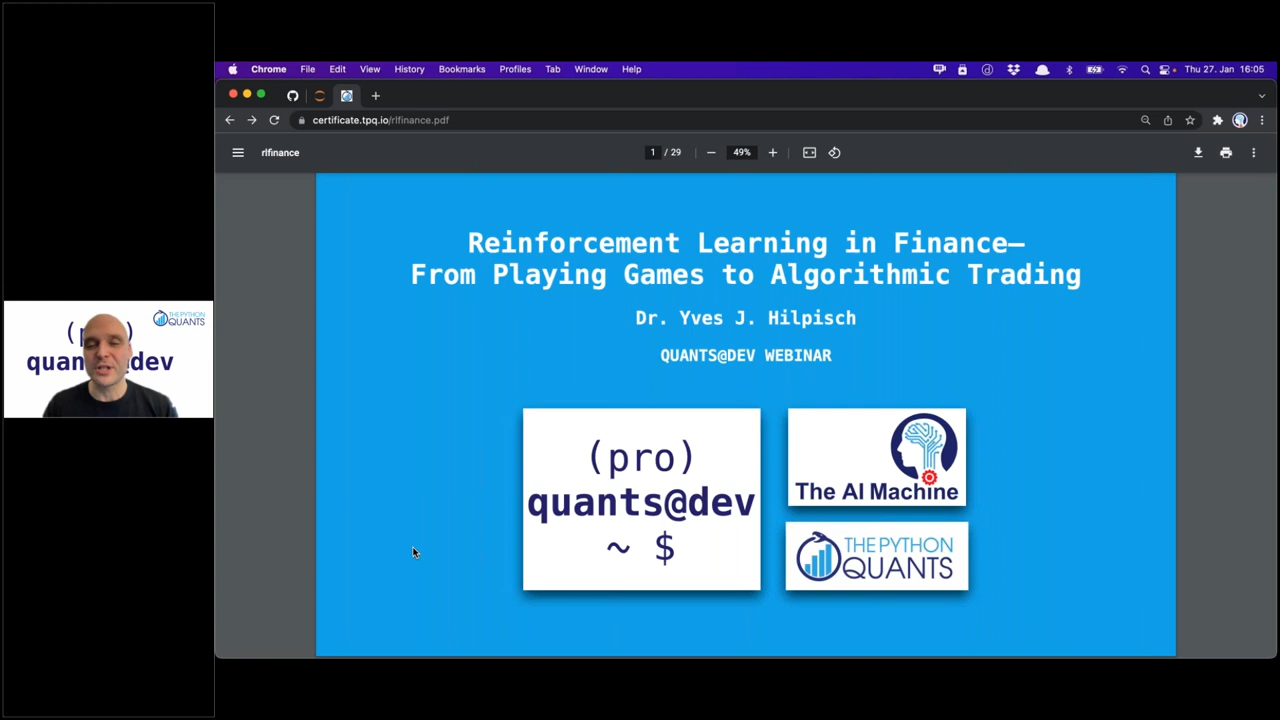 Chrome File Edit View History Bookmarks Profiles Tab Window Help Thu 27. Jan 16:05
certificate.tpq.io/rlfinance.pdf
rlfinance 1 / 29 49%
Reinforcement Learning in Finance—
From Playing Games to Algorithmic Trading
Dr. Yves J. Hilpisch
QUANTS@DEV WEBINAR
(pro)
quants@dev
~ $
The AI Machine
THE PYTHON
QUANTS
THE PYTHON
QUANTS